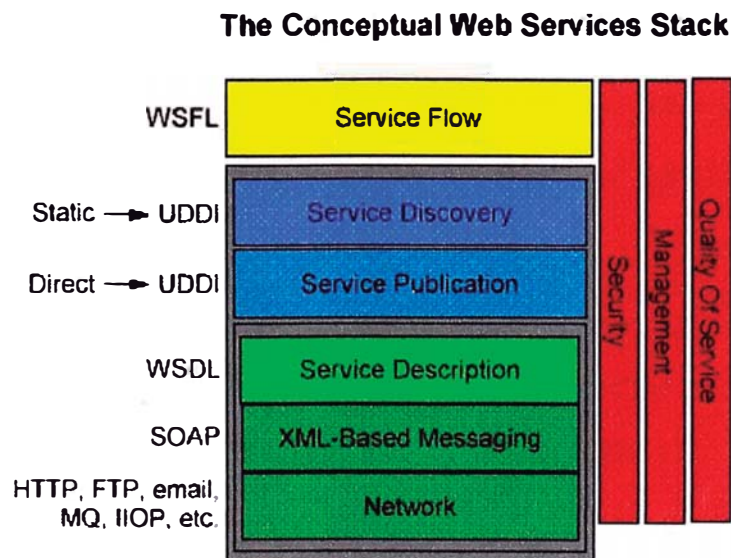 The Conceptual Web Services Stack
WSFL
Service Flow
Static → UDDI
Service Discovery
Direct → UDDI
Service Publication
WSDL
Service Description
SOAP
XML-Based Messaging
HTTP, FTP, email,
MQ, IIOP, etc.
Network
Security
Management
Quality Of Service